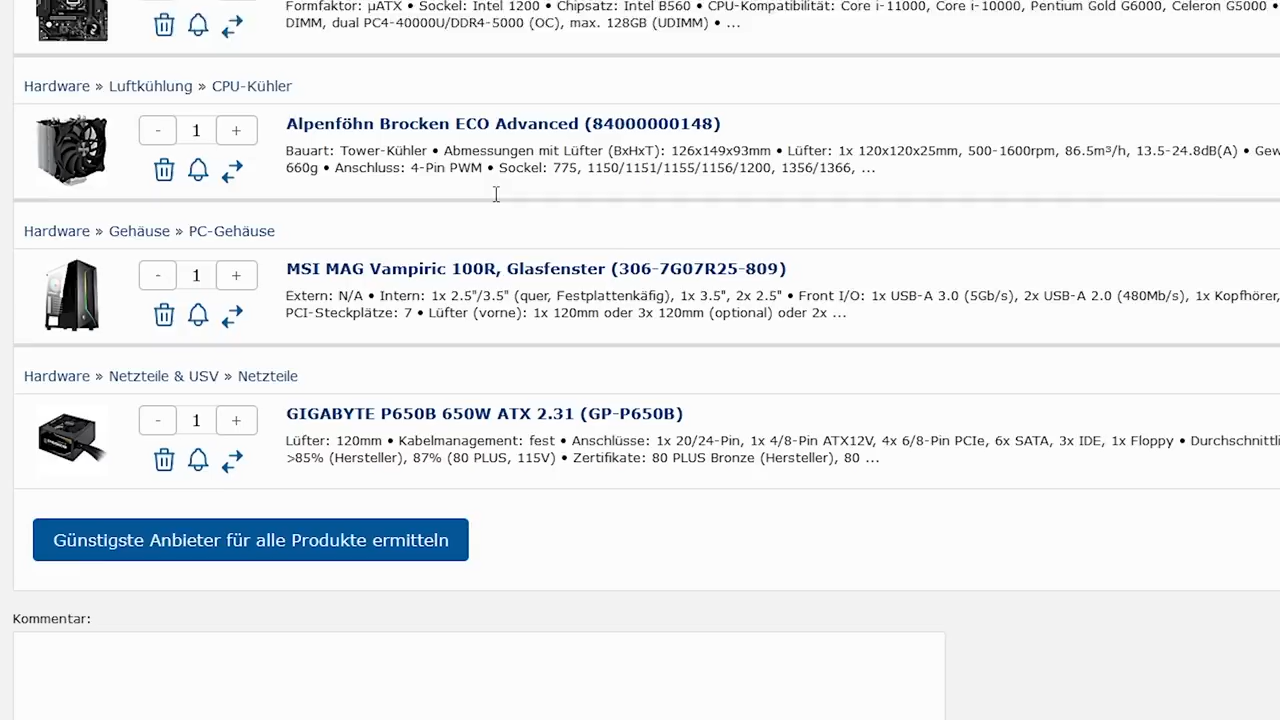 Formfaktor: µATX • Sockel: Intel 1200 • Chipsatz: Intel B560 • CPU-Kompatibilität: Core i-11000, Core i-10000, Pentium Gold G6000, Celeron G5000 •
DIMM, dual PC4-40000U/DDR4-5000 (OC), max. 128GB (UDIMM) • ...
Hardware » Luftkühlung » CPU-Kühler
- 1 +
Alpenföhn Brocken ECO Advanced (84000000148)
Bauart: Tower-Kühler • Abmessungen mit Lüfter (BxHxT): 126x149x93mm • Lüfter: 1x 120x120x25mm, 500-1600rpm, 86.5m³/h, 13.5-24.8dB(A) • Gew
660g • Anschluss: 4-Pin PWM • Sockel: 775, 1150/1151/1155/1156/1200, 1356/1366, ...
Hardware » Gehäuse » PC-Gehäuse
- 1 +
MSI MAG Vampiric 100R, Glasfenster (306-7G07R25-809)
Extern: N/A • Intern: 1x 2.5"/3.5" (quer, Festplattenkäfig), 1x 3.5", 2x 2.5" • Front I/O: 1x USB-A 3.0 (5Gb/s), 2x USB-A 2.0 (480Mb/s), 1x Kopfhörer,
PCI-Steckplätze: 7 • Lüfter (vorne): 1x 120mm oder 3x 120mm (optional) oder 2x ...
Hardware » Netzteile & USV » Netzteile
- 1 +
GIGABYTE P650B 650W ATX 2.31 (GP-P650B)
Lüfter: 120mm • Kabelmanagement: fest • Anschlüsse: 1x 20/24-Pin, 1x 4/8-Pin ATX12V, 4x 6/8-Pin PCIe, 6x SATA, 3x IDE, 1x Floppy • Durchschnittli
>85% (Hersteller), 87% (80 PLUS, 115V) • Zertifikate: 80 PLUS Bronze (Hersteller), 80 ...
Günstigste Anbieter für alle Produkte ermitteln
Kommentar: